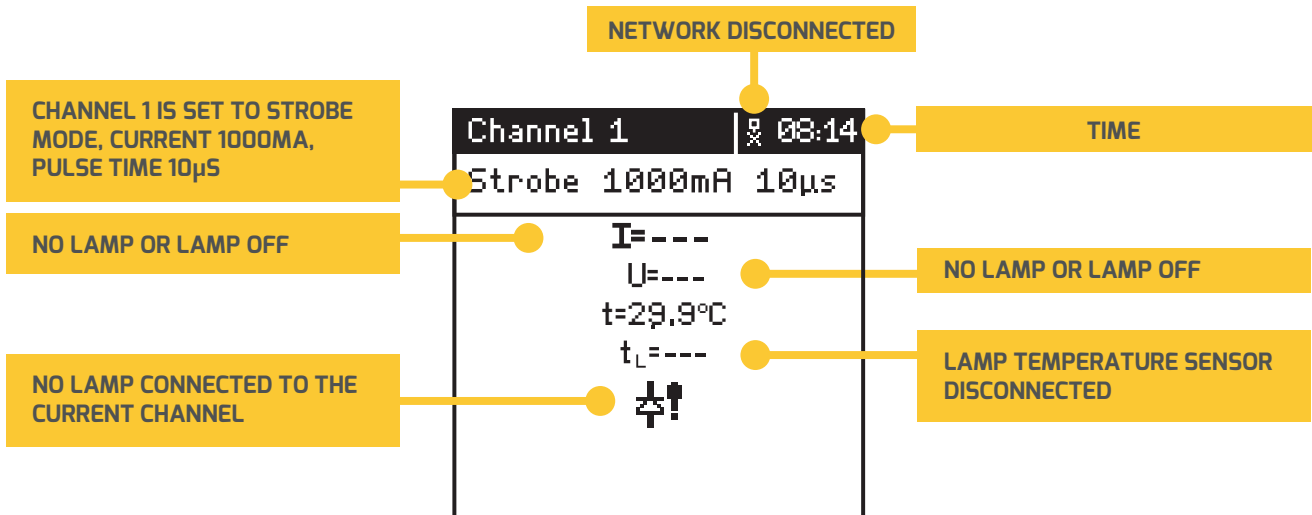 NETWORK DISCONNECTED
CHANNEL 1 IS SET TO STROBE
MODE, CURRENT 1000MA,
PULSE TIME 10µS
Channel 1
08:14
TIME
Strobe 1000mA 10µs
NO LAMP OR LAMP OFF
I=---
U=---
NO LAMP OR LAMP OFF
t=29.9°C
tL=---
LAMP TEMPERATURE SENSOR
DISCONNECTED
NO LAMP CONNECTED TO THE
CURRENT CHANNEL
!